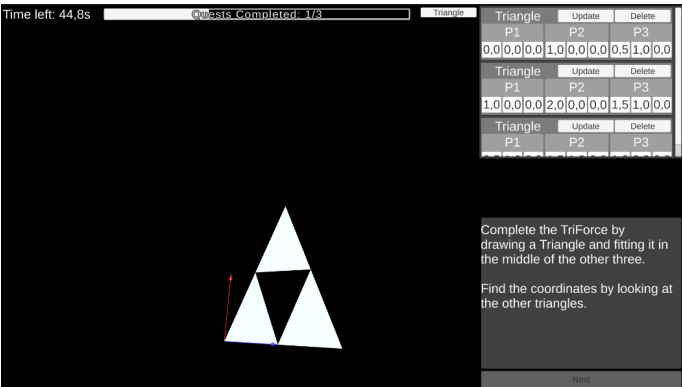 Time left: 44,8s
Quests Completed: 1/3
Triangle
Triangle Update Delete
P1 P2 P3
0,0 0,0 0,0 1,0 0,0 0,0 0,5 1,0 0,0
Triangle Update Delete
P1 P2 P3
1,0 0,0 0,0 2,0 0,0 0,0 1,5 1,0 0,0
Triangle Update Delete
P1 P2 P3
Complete the TriForce by
drawing a Triangle and fitting it in
the middle of the other three.
Find the coordinates by looking at
the other triangles.
Next